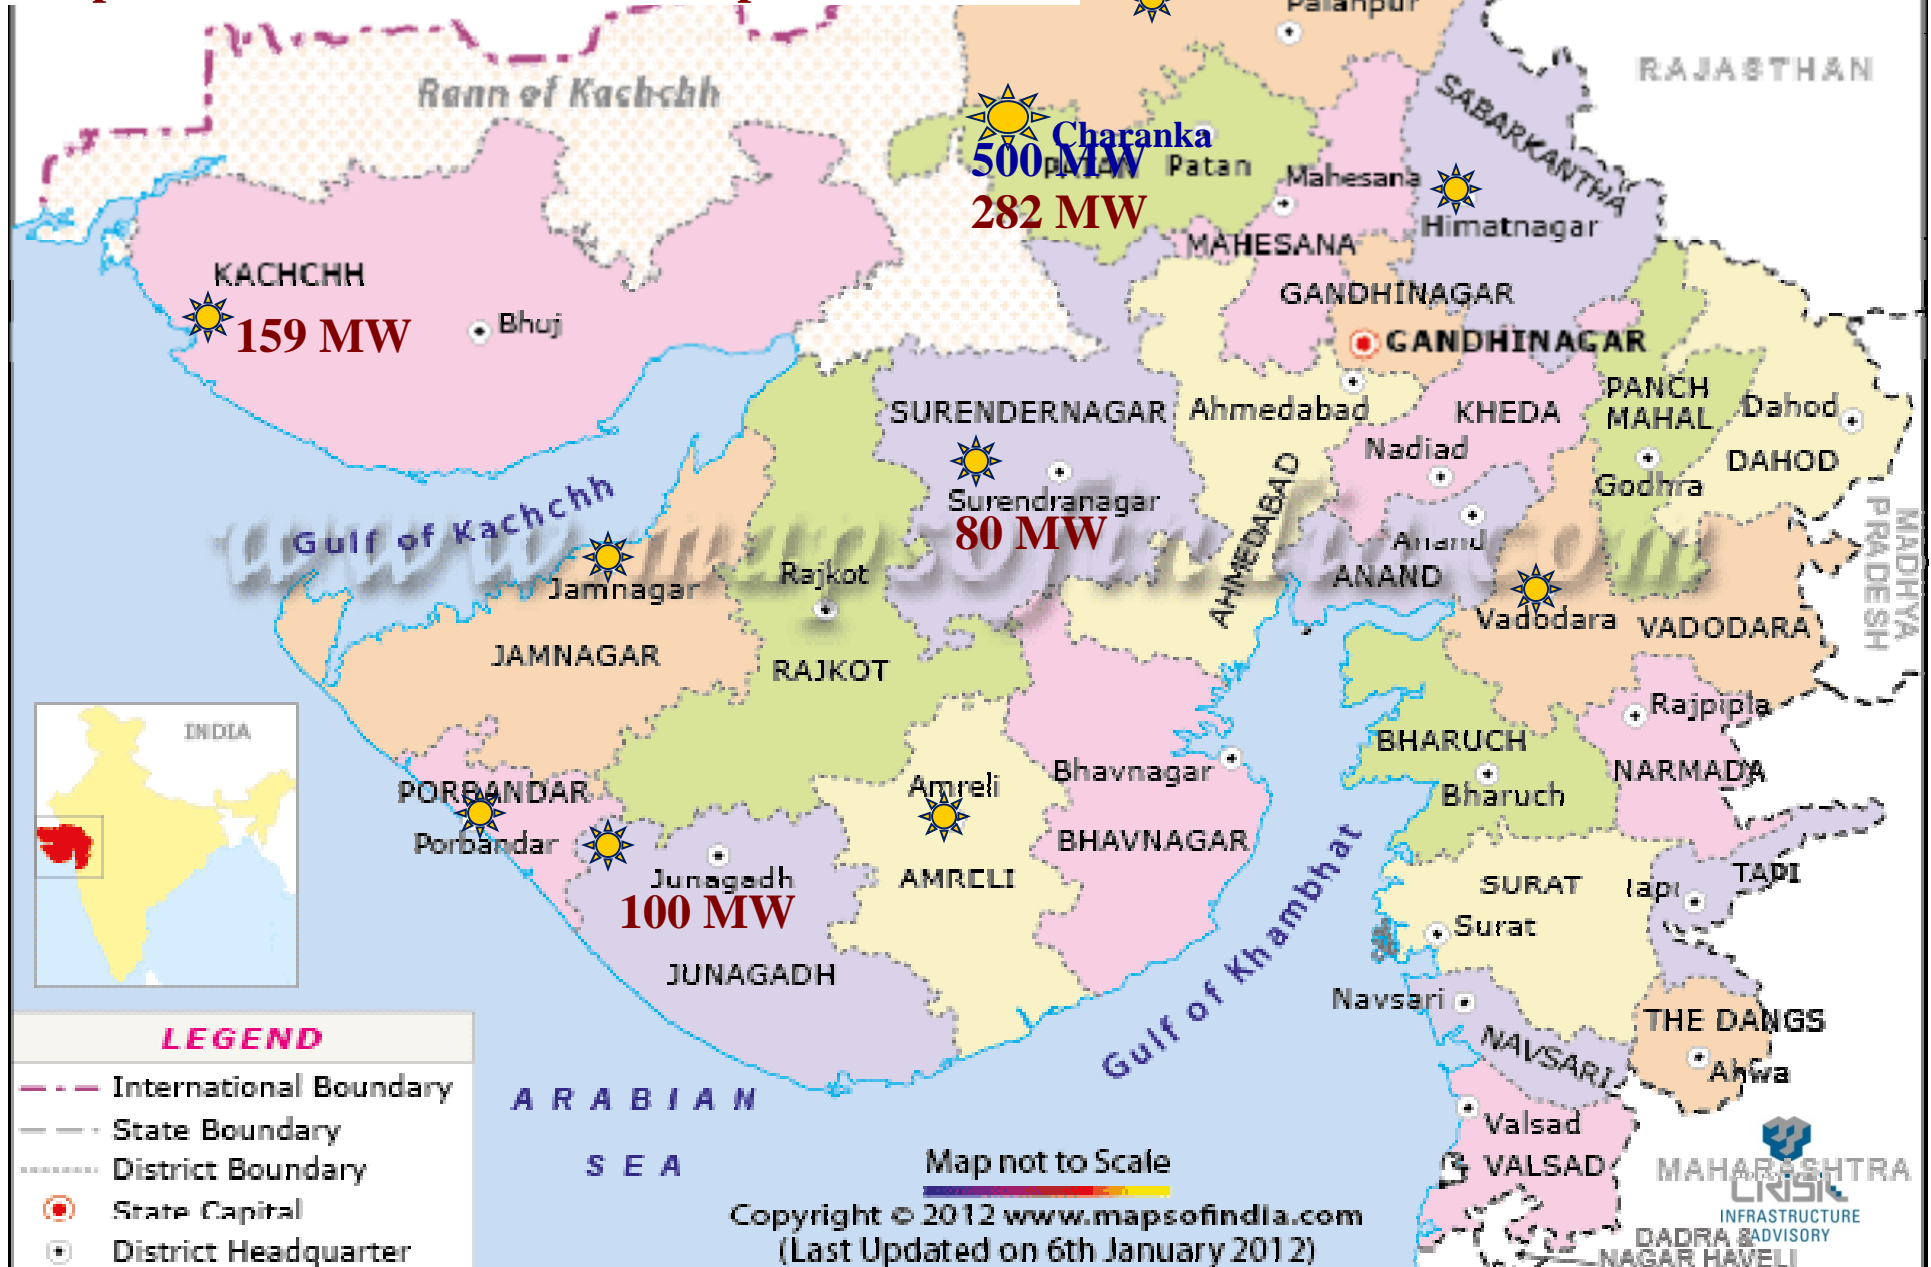 Palanpur
RAJASTHAN
Rann of Kachchh
SABARKANTHA
Charanka
500 MW
PATAN
Patan
282 MW
Mahesana
Himatnagar
MAHESANA
KACHCHH
159 MW
Bhuj
GANDHINAGAR
GANDHINAGAR
SURENDERNAGAR
Ahmedabad
KHEDA
PANCH
MAHAL
Dahod
Nadiad
DAHOD
Godhra
Surendranagar
80 MW
AHMEDABAD
Gulf of Kachchh
www.mapsofindia.com
Anand
ANAND
MADHYA
PRADESH
Jamnagar
Rajkot
Vadodara
VADODARA
JAMNAGAR
RAJKOT
INDIA
Rajpipla
BHARUCH
Bharuch
NARMADA
Bhavnagar
Amreli
PORBANDAR
Porbandar
BHAVNAGAR
Junagadh
100 MW
AMRELI
SURAT
Tapi
TAPI
Surat
JUNAGADH
Gulf of Khambhat
Navsari
NAVSARI
THE DANGS
Ahwa
LEGEND
International Boundary
State Boundary
District Boundary
State Capital
District Headquarter
ARABIAN
SEA
Valsad
VALSAD
MAHARASHTRA
CRISIL
INFRASTRUCTURE
ADVISORY
DADRA &
NAGAR HAVELI
Map not to Scale
Copyright © 2012 www.mapsofindia.com
(Last Updated on 6th January 2012)